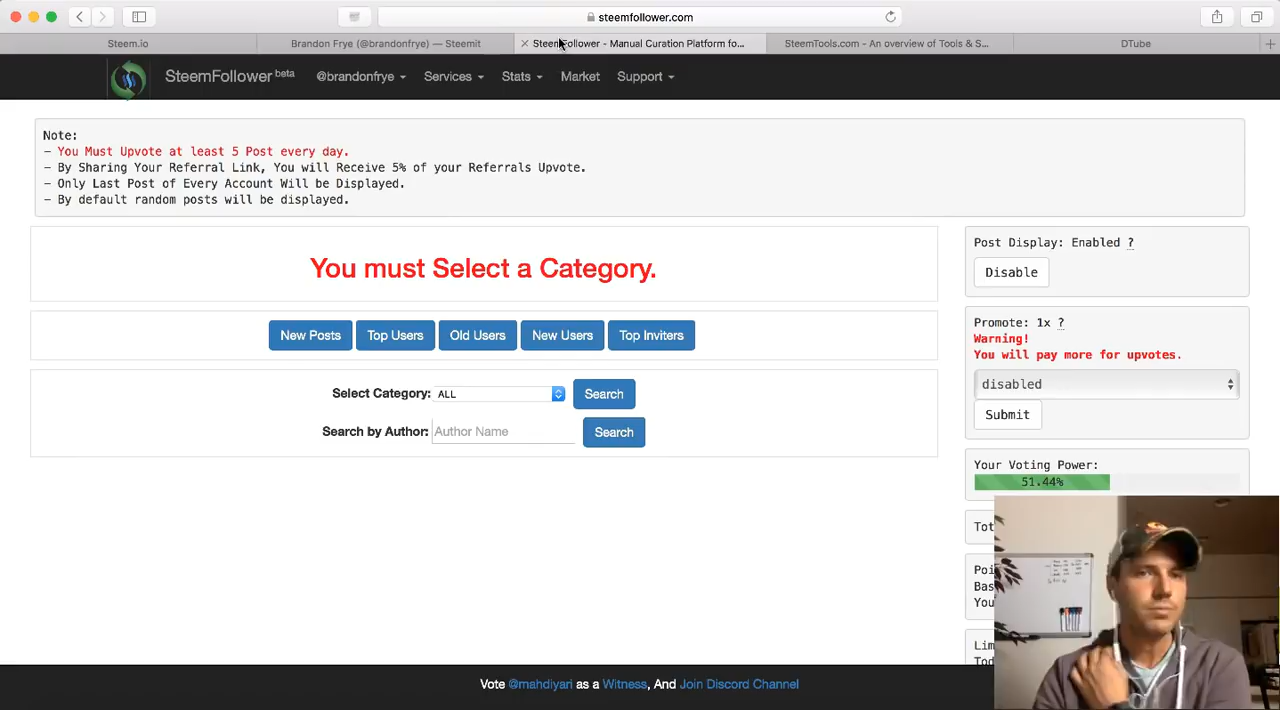 steemfollower.com
Steem.io
Brandon Frye (@brandonfrye) — Steemit
SteemFollower - Manual Curation Platform fo...
SteemTools.com - An overview of Tools & S...
DTube
SteemFollower beta
@brandonfrye
Services
Stats
Market
Support
Note:
- You Must Upvote at least 5 Post every day.
- By Sharing Your Referral Link, You will Receive 5% of your Referrals Upvote.
- Only Last Post of Every Account Will be Displayed.
- By default random posts will be displayed.
You must Select a Category.
New Posts
Top Users
Old Users
New Users
Top Inviters
Select Category: ALL Search
Search by Author: Author Name Search
Post Display: Enabled ?
Disable
Promote: 1x ?
Warning!
You will pay more for upvotes.
disabled
Submit
Your Voting Power:
51.44%
Tot
Poi
Bas
You
Lim
Tod
Vote @mahdiyari as a Witness, And Join Discord Channel